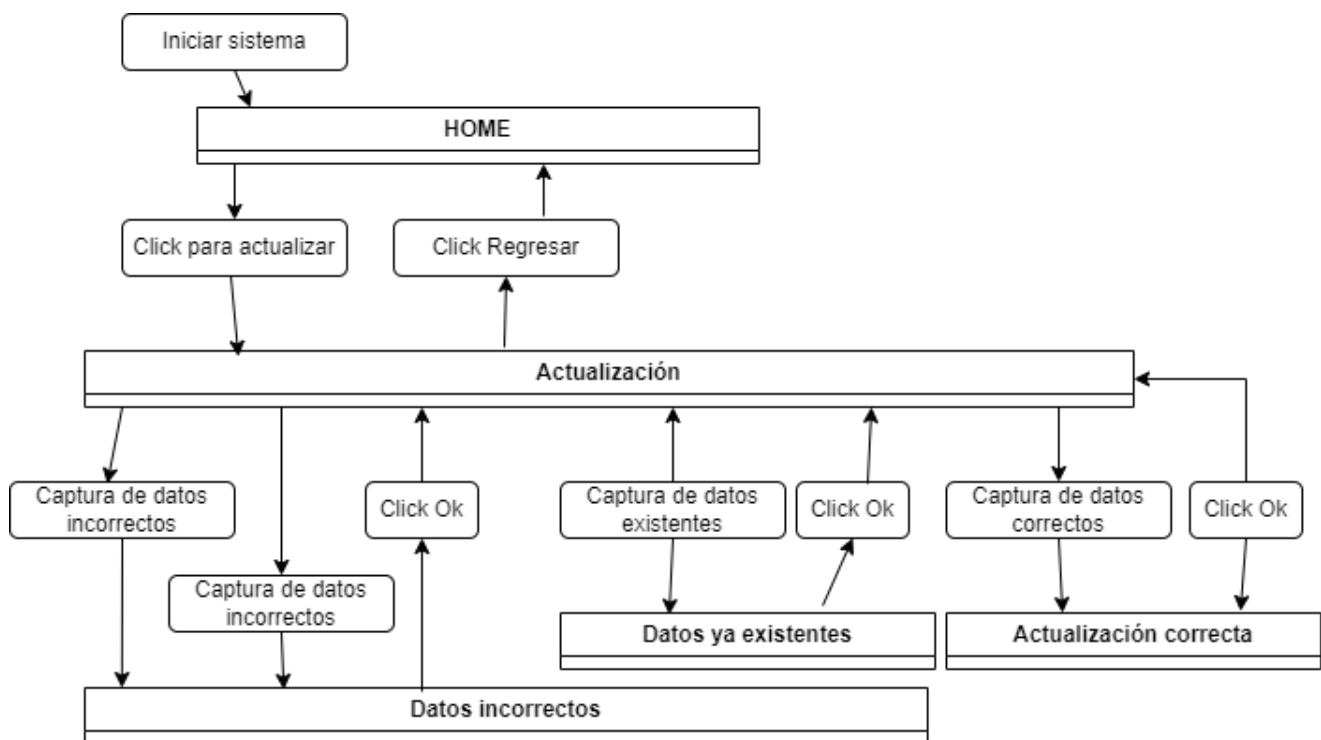 Iniciar sistema
HOME
Click para actualizar
Click Regresar
Actualización
Captura de datos
incorrectos
Click Ok
Captura de datos
existentes
Click Ok
Captura de datos
correctos
Click Ok
Captura de datos
incorrectos
Datos ya existentes
Actualización correcta
Datos incorrectos